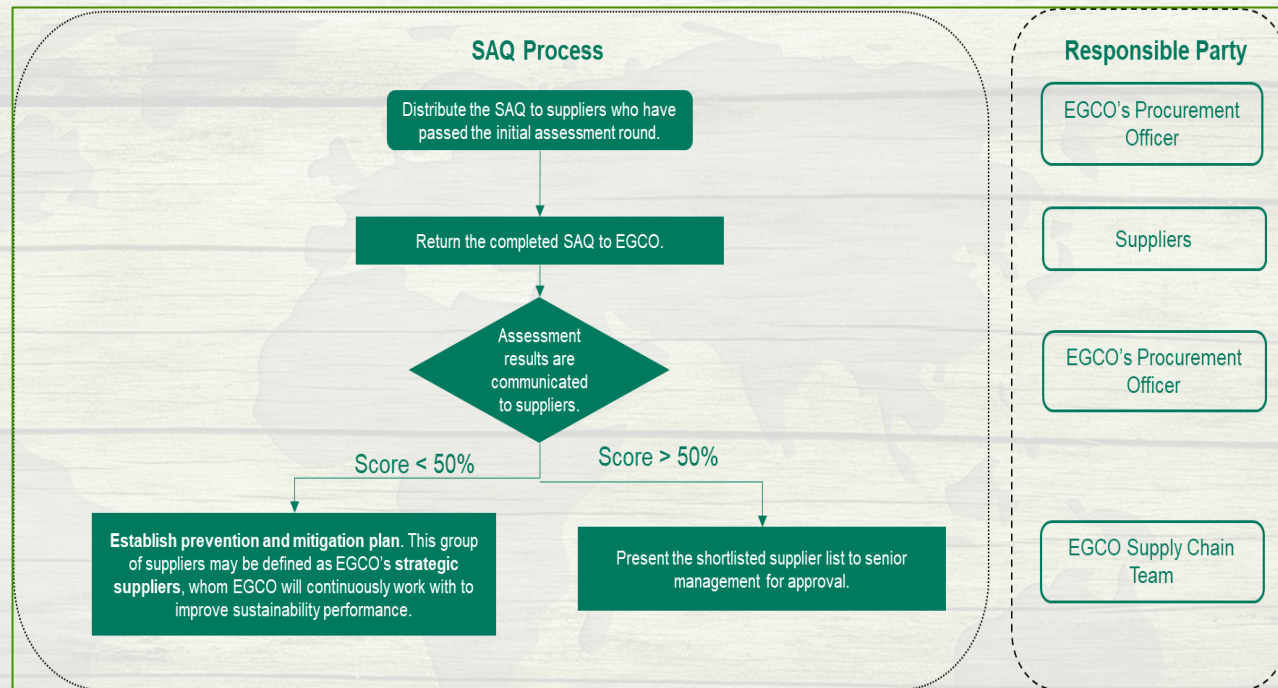 SAQ Process
Distribute the SAQ to suppliers who have
passed the initial assessment round.
Return the completed SAQ to EGCO.
Assessment
results are
communicated
to suppliers.
Score < 50%
Score > 50%
Establish prevention and mitigation plan. This group
of suppliers may be defined as EGCO’s strategic
suppliers, whom EGCO will continuously work with to
improve sustainability performance.
Present the shortlisted supplier list to senior
management for approval.
Responsible Party
EGCO’s Procurement
Officer
Suppliers
EGCO’s Procurement
Officer
EGCO Supply Chain
Team